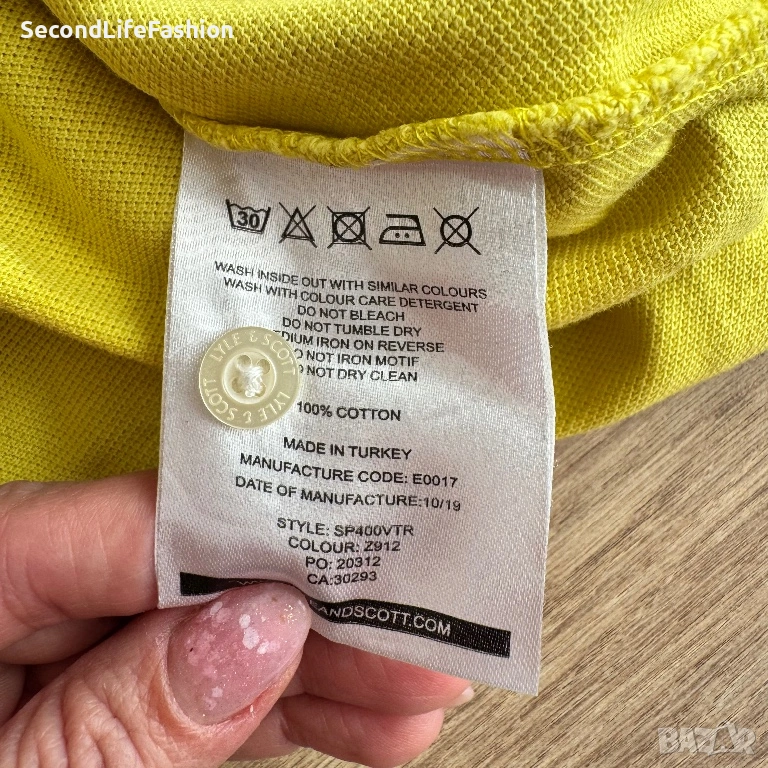 SecondLifeFashion
30
WASH INSIDE OUT WITH SIMILAR COLOURS
WASH WITH COLOUR CARE DETERGENT
DO NOT BLEACH
DO NOT TUMBLE DRY
EDIUM IRON ON REVERSE
O NOT IRON MOTIF
NOT DRY CLEAN
LYLE & SCOTT LYLE & SCOTT
100% COTTON
MADE IN TURKEY
MANUFACTURE CODE: E0017
DATE OF MANUFACTURE:10/19
STYLE: SP400VTR
COLOUR: Z912
PO: 20312
CA:30293
EANDSCOTT.COM
BAZAR